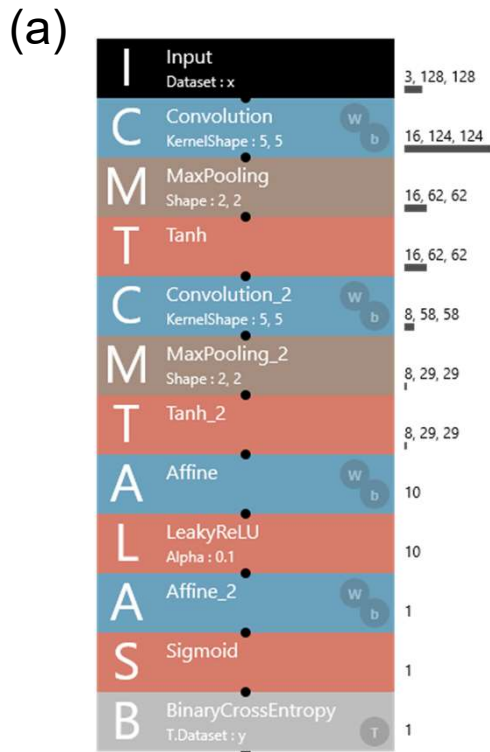 (a)
I
Input
Dataset : x
3, 128, 128
C
Convolution
KernelShape : 5, 5
W
b
16, 124, 124
M
MaxPooling
Shape : 2, 2
16, 62, 62
T
Tanh
16, 62, 62
C
Convolution_2
KernelShape : 5, 5
W
b
8, 58, 58
M
MaxPooling_2
Shape : 2, 2
8, 29, 29
T
Tanh_2
8, 29, 29
A
Affine
W
b
10
L
LeakyReLU
Alpha : 0.1
10
A
Affine_2
W
b
1
S
Sigmoid
1
B
BinaryCrossEntropy
T.Dataset : y
T
1